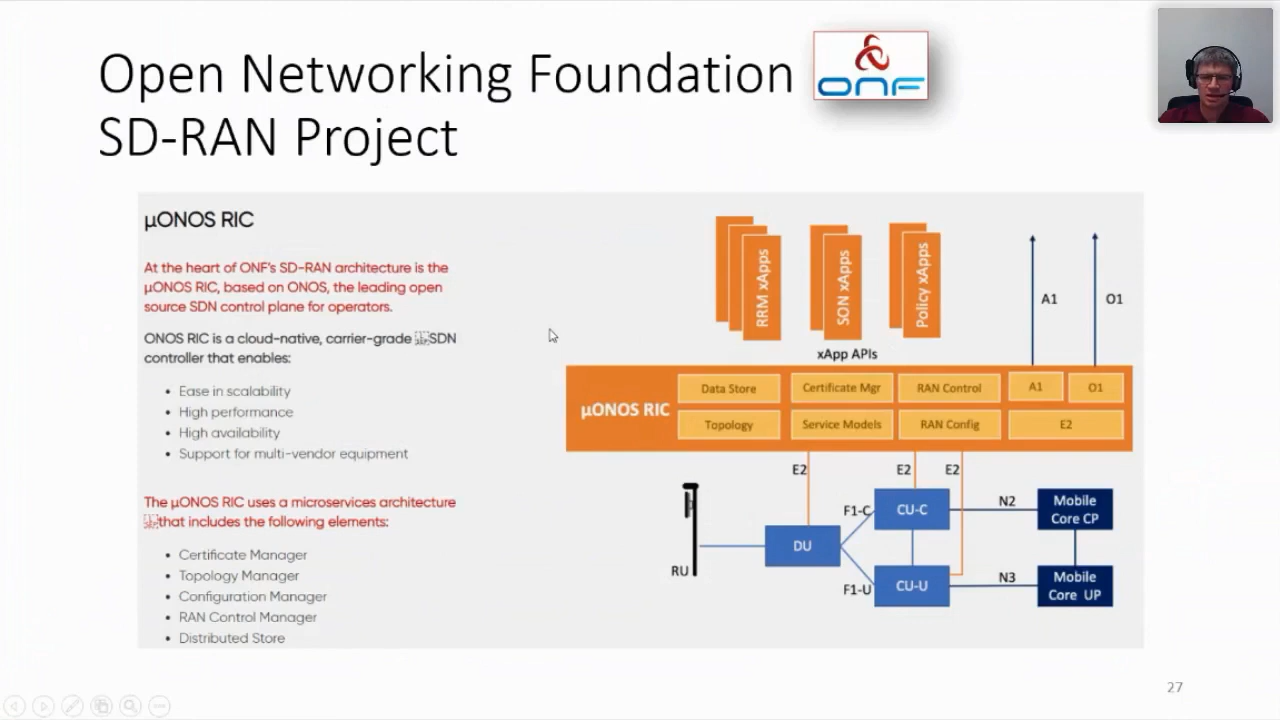 Open Networking Foundation
ONF
SD-RAN Project
µONOS RIC
At the heart of ONF's SD-RAN architecture is the
µONOS RIC, based on ONOS, the leading open
source SDN control plane for operators.
ONOS RIC is a cloud-native, carrier-grade SDN
controller that enables:
• Ease in scalability
• High performance
• High availability
• Support for multi-vendor equipment
The µONOS RIC uses a microservices architecture
that includes the following elements:
• Certificate Manager
• Topology Manager
• Configuration Manager
• RAN Control Manager
• Distributed Store
RRM xApps
SON xApps
Policy xApps
A1
O1
xApp APIs
µONOS RIC
Data Store
Certificate Mgr
RAN Control
A1
O1
Topology
Service Models
RAN Config
E2
E2
E2
E2
RU
DU
F1-C
CU-C
N2
Mobile
Core CP
F1-U
CU-U
N3
Mobile
Core UP
27